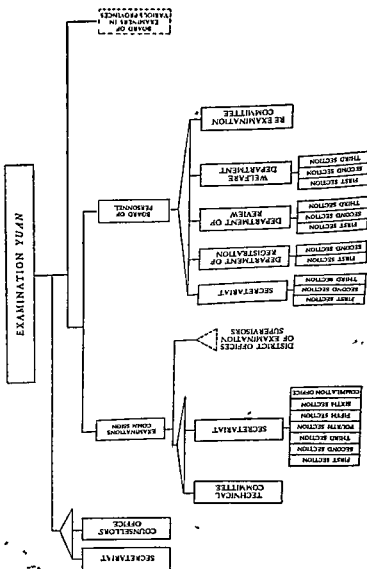 EXAMINATION YUAN
SECRETARIAT
COUNSELLORS'
OFFICE
EXAMINATIONS
COMMISSION
TECHNICAL
COMMITTEE
SECRETARIAT
FIRST SECTION
SECOND SECTION
THIRD SECTION
FOURTH SECTION
FIFTH SECTION
SIXTH SECTION
COMPILATION OFFICE
DISTRICT OFFICES
OF EXAMINATION
SUPERVISORS
BOARD OF
PERSONNEL
SECRETARIAT
FIRST SECTION
SECOND SECTION
THIRD SECTION
DEPARTMENT OF
REGISTRATION
FIRST SECTION
SECOND SECTION
DEPARTMENT OF
REVIEW
FIRST SECTION
SECOND SECTION
THIRD SECTION
WELFARE
DEPARTMENT
FIRST SECTION
SECOND SECTION
THIRD SECTION
RE EXAMINATION
COMMITTEE
BOARD OF
EXAMINERS IN
VARIOUS PROVINCES